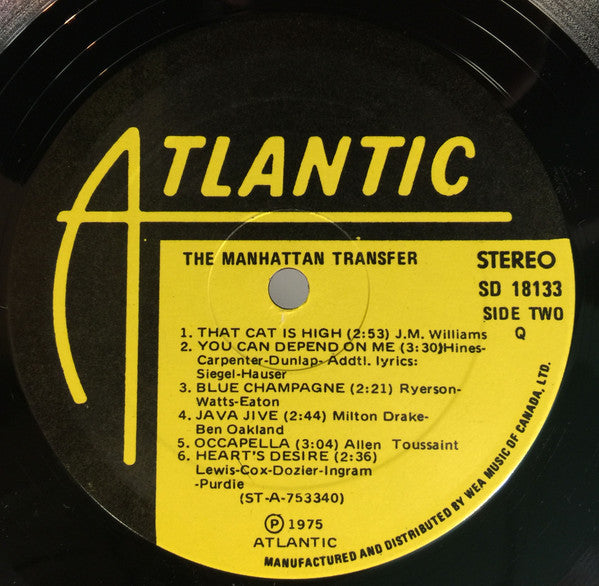 ATLANTIC
THE MANHATTAN TRANSFER
STEREO
SD 18133
SIDE TWO
Q
1. THAT CAT IS HIGH (2:53) J.M. Williams
2. YOU CAN DEPEND ON ME (3:30)Hines-
Carpenter-Dunlap- Addtl. lyrics:
Siegel-Hauser
3. BLUE CHAMPAGNE (2:21) Ryerson-
Watts-Eaton
4. JAVA JIVE (2:44) Milton Drake-
Ben Oakland
5. OCCAPELLA (3:04) Allen Toussaint
6. HEART'S DESIRE (2:36)
Lewis-Cox-Dozier-Ingram
-Purdie
(ST-A-753340)
Ⓟ 1975
ATLANTIC
MANUFACTURED AND DISTRIBUTED BY WEA MUSIC OF CANADA, LTD.